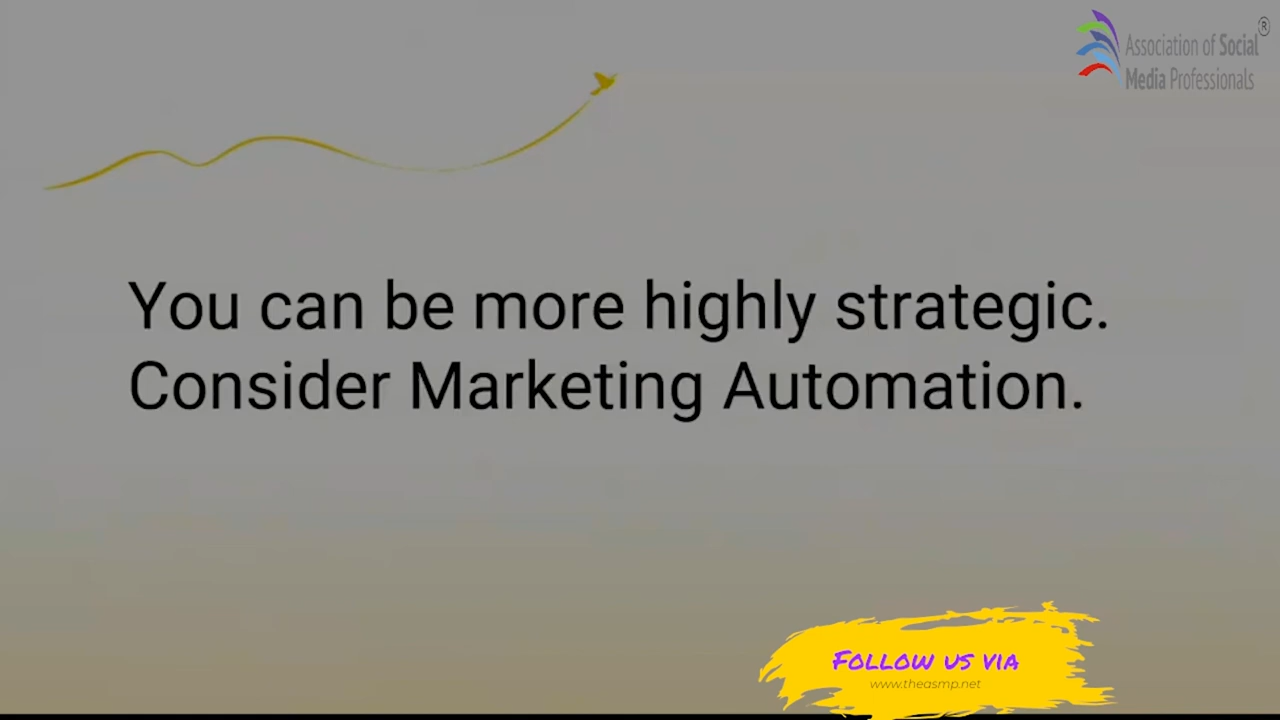 Association of Social ®
Media Professionals
You can be more highly strategic.
Consider Marketing Automation.
Follow us via
www.theasmp.net